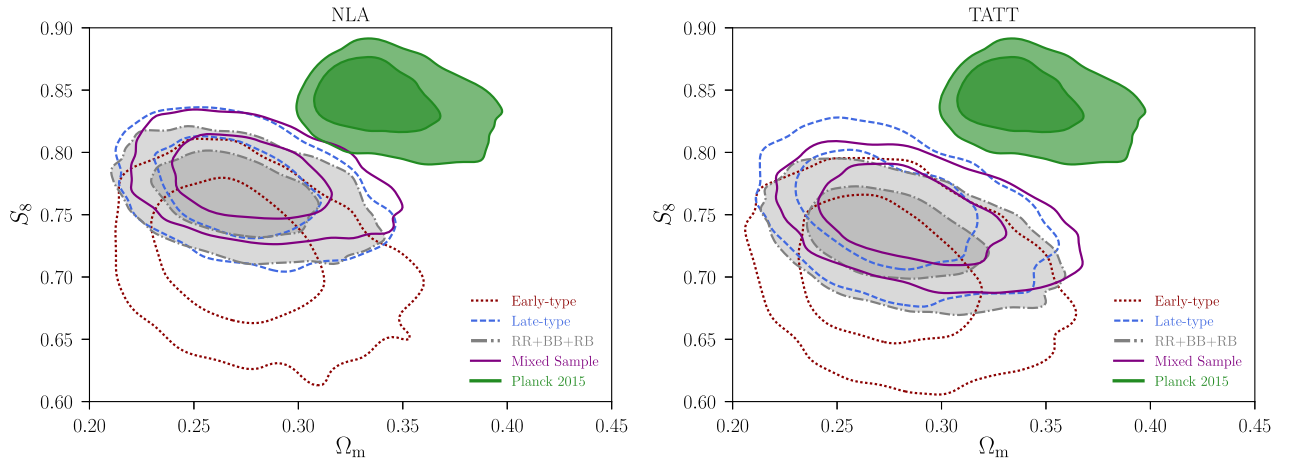 NLA
0.90
0.85
0.80
0.75
0.70
0.65
0.60
S8
0.20 0.25 0.30 0.35 0.40 0.45
Ωm
Early-type
Late-type
RR+BB+RB
Mixed Sample
Planck 2015
TATT
0.90
0.85
0.80
0.75
0.70
0.65
0.60
S8
0.20 0.25 0.30 0.35 0.40 0.45
Ωm
Early-type
Late-type
RR+BB+RB
Mixed Sample
Planck 2015